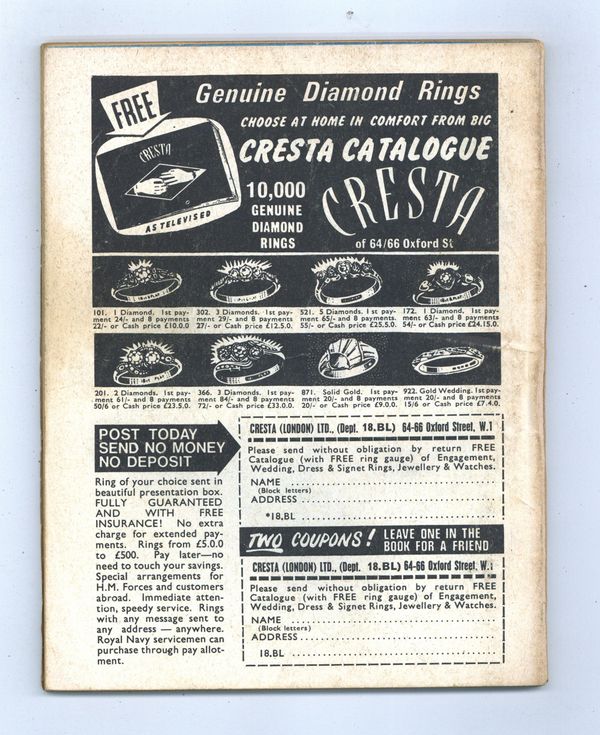 FREE
Genuine Diamond Rings
CHOOSE AT HOME IN COMFORT FROM BIG
CRESTA CATALOGUE
CRESTA
AS TELEVISED
10,000
GENUINE
DIAMOND
RINGS
CRESTA
of 64/66 Oxford St
101. 1 Diamond. 1st pay-
ment 24/- and 8 payments
22/- or Cash price £10.0.0
302. 3 Diamonds. 1st pay-
ment 29/- and 8 payments
27/- or Cash price £12.5.0.
521. 5 Diamonds. 1st pay-
ment 65/- and 8 payments
55/- or Cash price £25.5.0.
172. 1 Diamond. 1st pay-
ment 63/- and 8 payments
54/- or Cash price £24.15.0.
201. 2 Diamonds. 1st pay-
ment 61/- and 8 payments
50/6 or Cash price £23.5.0.
366. 3 Diamonds. 1st pay-
ment 84/- and 8 payments
72/- or Cash price £33.0.0.
871. Solid Gold. 1st pay-
ment 20/- and 8 payments
20/- or Cash price £9.0.0.
922. Gold Wedding. 1st pay-
ment 20/- and 8 payments
15/6 or Cash price £7.4.0.
POST TODAY
SEND NO MONEY
NO DEPOSIT
Ring of your choice sent in
beautiful presentation box.
FULLY GUARANTEED
AND WITH FREE
INSURANCE! No extra
charge for extended pay-
ments. Rings from £5.0.0
to £500. Pay later—no
need to touch your savings.
Special arrangements for
H.M. Forces and customers
abroad. Immediate atten-
tion, speedy service. Rings
with any message sent to
any address — anywhere.
Royal Navy servicemen can
purchase through pay allot-
ment.
CRESTA (LONDON) LTD., (Dept. 18.BL) 64-66 Oxford Street, W.1
Please send without obligation by return FREE
Catalogue (with FREE ring gauge) of Engagement,
Wedding, Dress & Signet Rings, Jewellery & Watches.
NAME
(Block letters)
ADDRESS
*18.BL
TWO COUPONS! LEAVE ONE IN THE
BOOK FOR A FRIEND
CRESTA (LONDON) LTD., (Dept. 18.BL) 64-66 Oxford Street, W.1
Please send without obligation by return FREE
Catalogue (with FREE ring gauge) of Engagement,
Wedding, Dress & Signet Rings, Jewellery & Watches.
NAME
(Block letters)
ADDRESS
18.BL